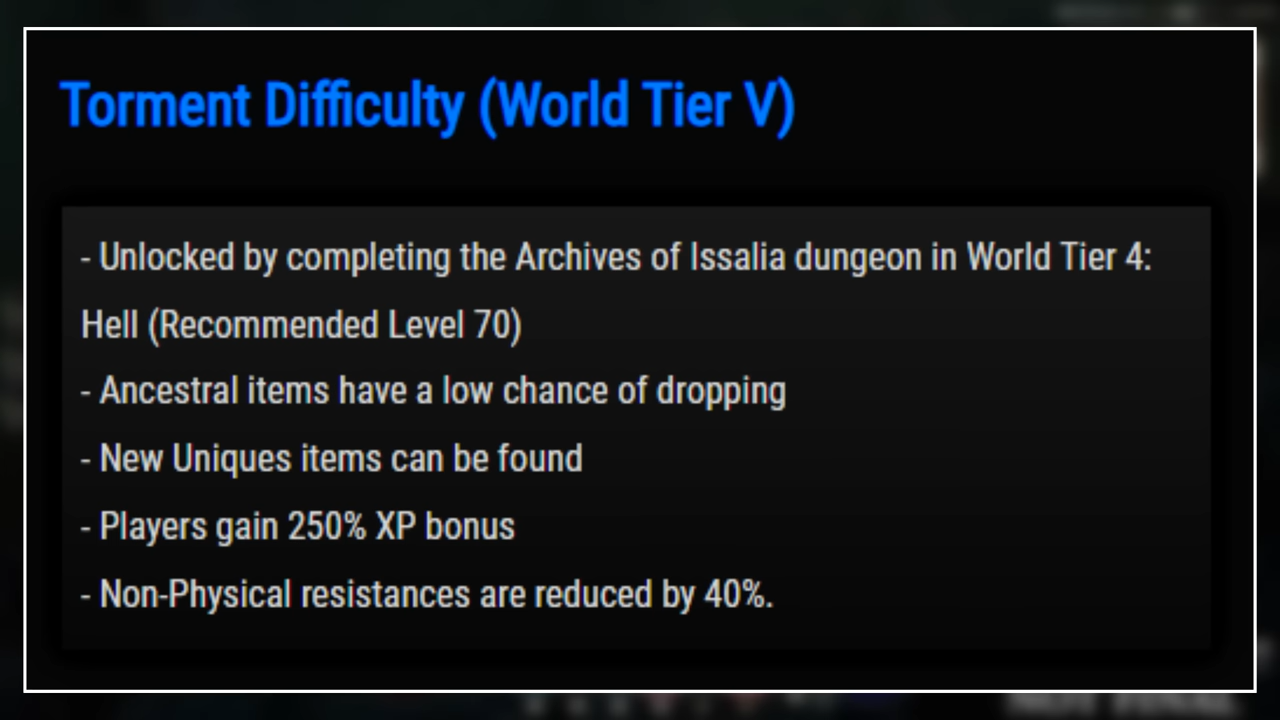 Torment Difficulty (World Tier V)
- Unlocked by completing the Archives of Issalia dungeon in World Tier 4:
Hell (Recommended Level 70)
- Ancestral items have a low chance of dropping
- New Uniques items can be found
- Players gain 250% XP bonus
- Non-Physical resistances are reduced by 40%.